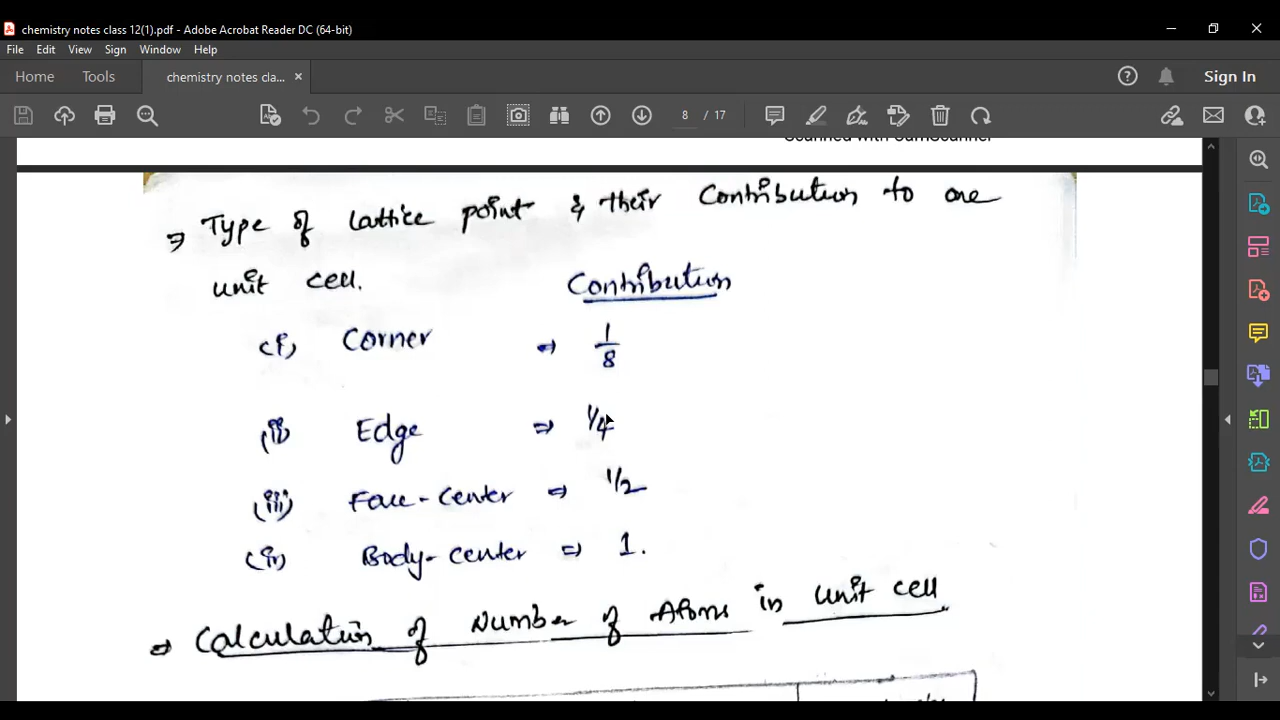 chemistry notes class 12(1).pdf - Adobe Acrobat Reader DC (64-bit)
File Edit View Sign Window Help
Home Tools chemistry notes cla... × Sign In
8 / 17
Scanned with CamScanner
⇒ Type of lattice point & their Contribution to one
unit cell. Contribution
(i) Corner ⇒ 1/8
(ii) Edge ⇒ 1/4
(iii) Face-center ⇒ 1/2
(iv) Body-center ⇒ 1.
⇒ Calculation of Number of Atoms in unit cell